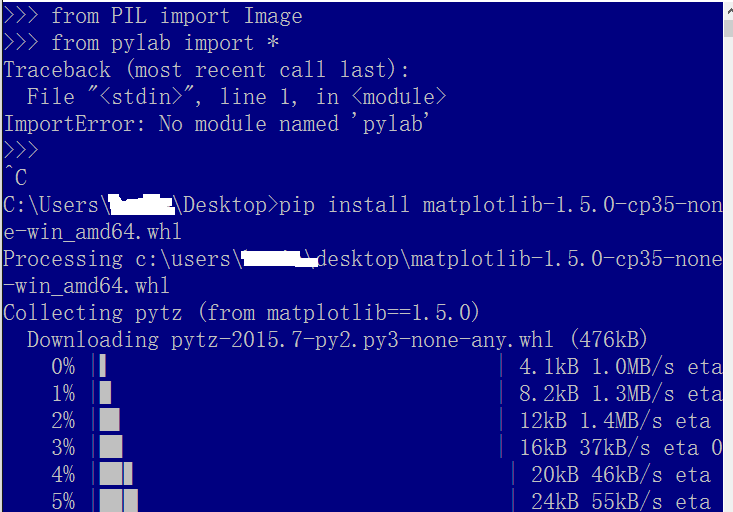 >>> from PIL import Image
>>> from pylab import *
Traceback (most recent call last):
  File "<stdin>", line 1, in <module>
ImportError: No module named 'pylab'
>>>
^C
C:\Users\\Desktop>pip install matplotlib-1.5.0-cp35-non
e-win_amd64.whl
Processing c:\users\\desktop\matplotlib-1.5.0-cp35-none
-win_amd64.whl
Collecting pytz (from matplotlib==1.5.0)
  Downloading pytz-2015.7-py2.py3-none-any.whl (476kB)
    0% | | 4.1kB 1.0MB/s eta
    1% | | 8.2kB 1.3MB/s eta
    2% | | 12kB 1.4MB/s eta
    3% | | 16kB 37kB/s eta 0
    4% | | 20kB 46kB/s eta
    5% | | 24kB 55kB/s eta